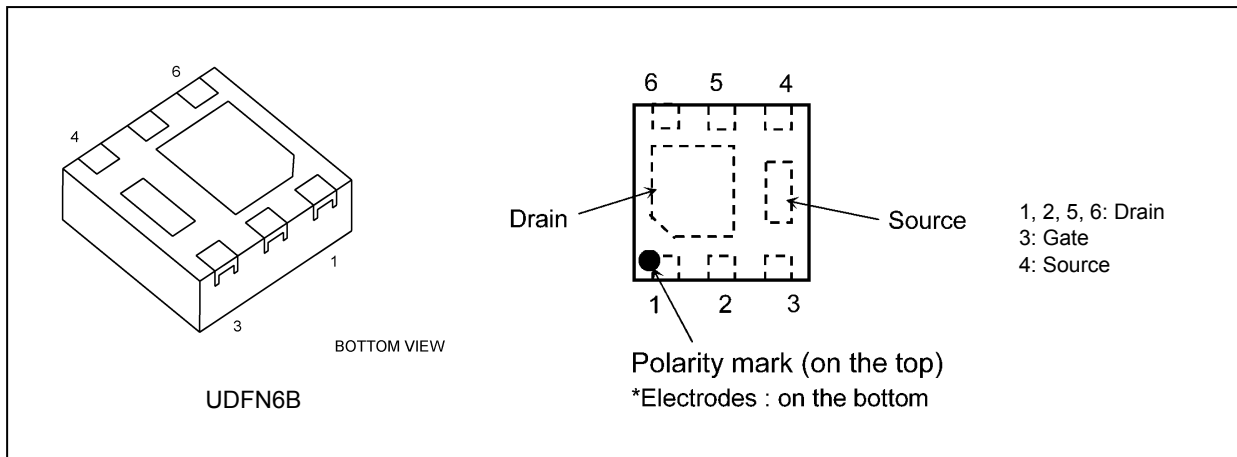 6
4
1
3
BOTTOM VIEW
UDFN6B
6 5 4
Drain
Source
1 2 3
Polarity mark (on the top)
*Electrodes : on the bottom
1, 2, 5, 6: Drain
3: Gate
4: Source